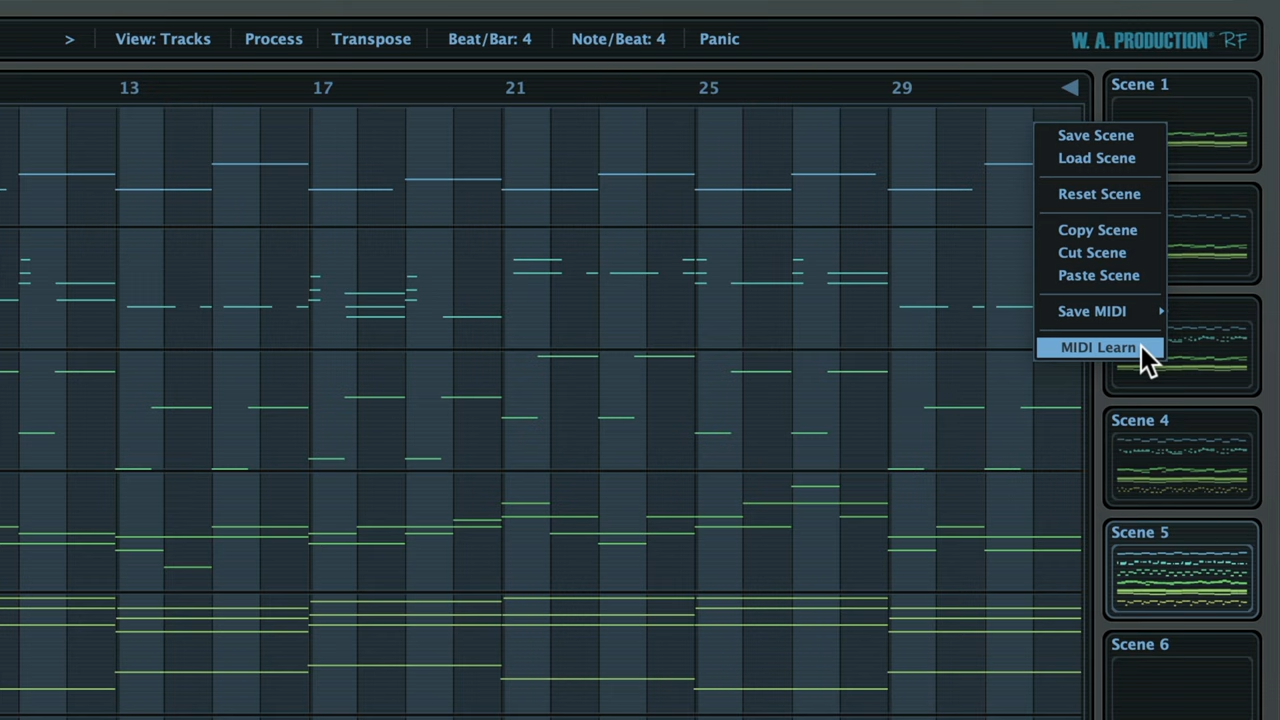 > View: Tracks Process Transpose Beat/Bar: 4 Note/Beat: 4 Panic W. A. PRODUCTION® RF
13 17 21 25 29
Scene 1
Save Scene
Load Scene
Reset Scene
Copy Scene
Cut Scene
Paste Scene
Save MIDI
MIDI Learn
Scene 4
Scene 5
Scene 6